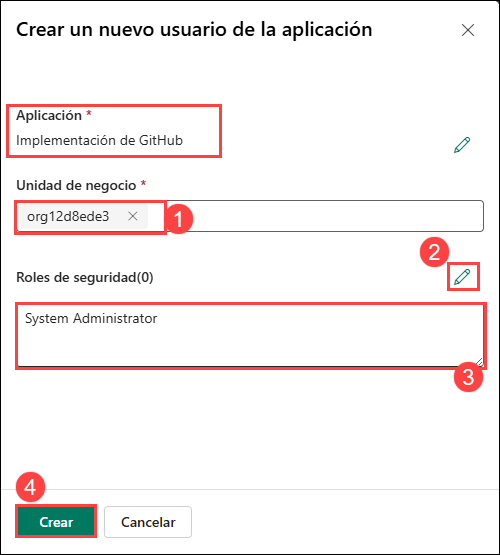 Crear un nuevo usuario de la aplicación
Aplicación *
Implementación de GitHub
Unidad de negocio *
org12d8ede3
1
2
Roles de seguridad(0)
System Administrator
3
4
Crear
Cancelar